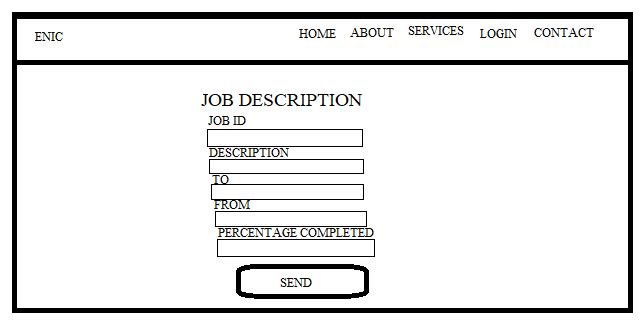 ENIC HOME ABOUT SERVICES LOGIN CONTACT
JOB DESCRIPTION
JOB ID
DESCRIPTION
TO
FROM
PERCENTAGE COMPLETED
SEND